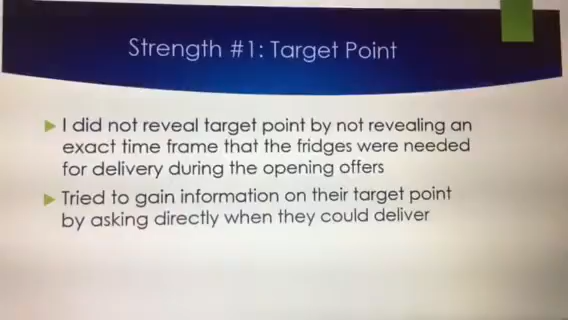 Strength #1: Target Point
I did not reveal target point by not revealing an
exact time frame that the fridges were needed
for delivery during the opening offers
Tried to gain information on their target point
by asking directly when they could deliver